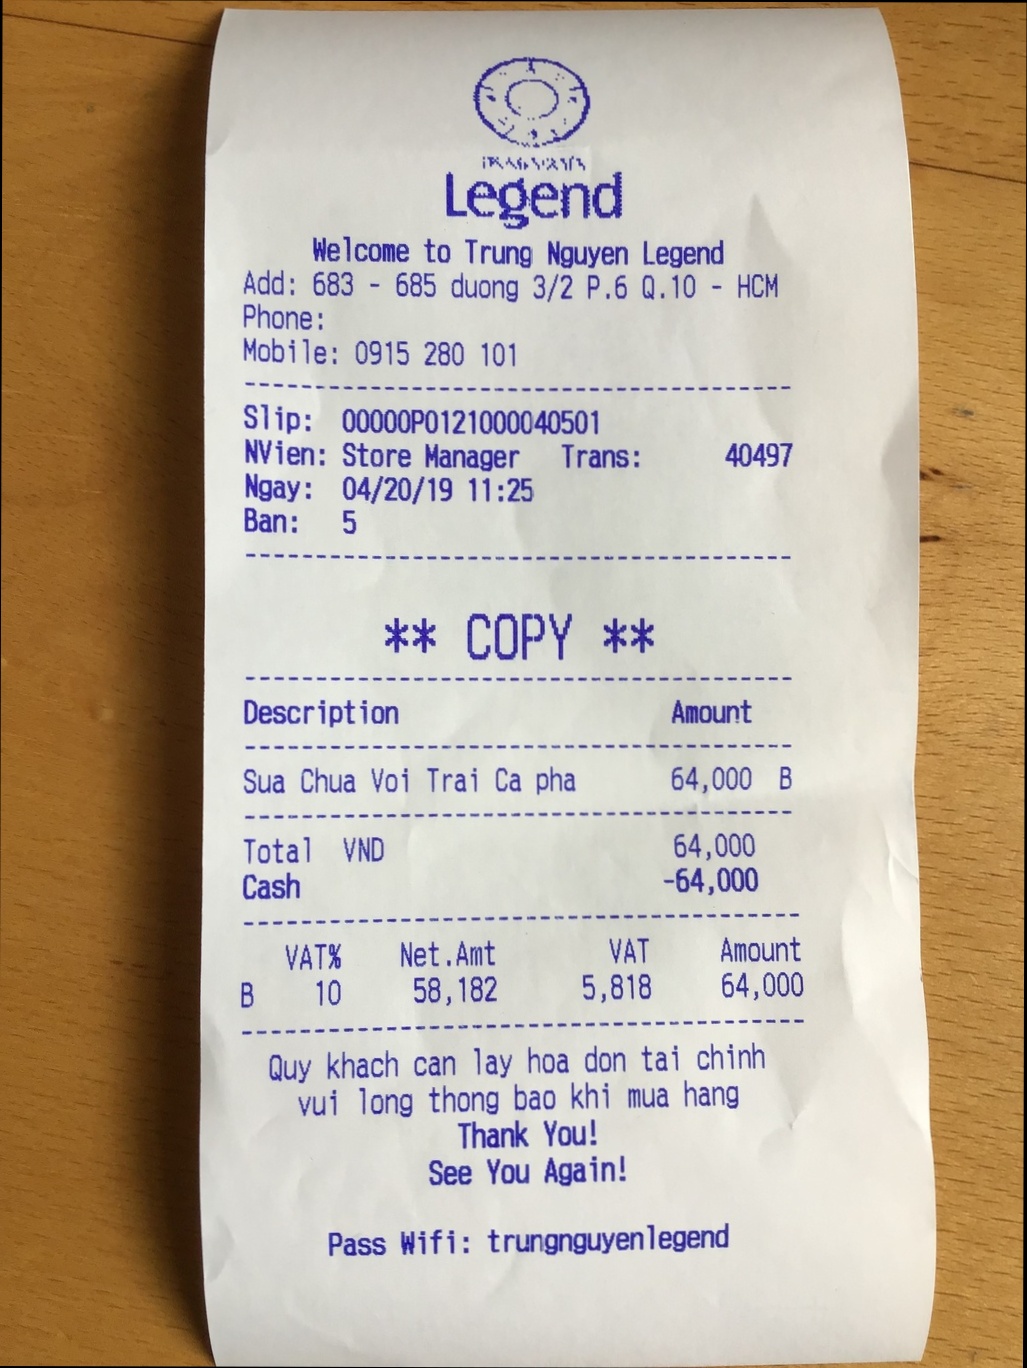 Legend
Welcome to Trung Nguyen Legend
Add: 683 - 685 duong 3/2 P.6 Q.10 - HCM
Phone:
Mobile: 0915 280 101
Slip: 00000P0121000040501
NVien: Store Manager Trans: 40497
Ngay: 04/20/19 11:25
Ban: 5
** COPY **
Description Amount
Sua Chua Voi Trai Ca pha 64,000 B
Total VND 64,000
Cash -64,000
VAT% Net.Amt VAT Amount
B 10 58,182 5,818 64,000
Quy khach can lay hoa don tai chinh
vui long thong bao khi mua hang
Thank You!
See You Again!
Pass Wifi: trungnguyenlegend